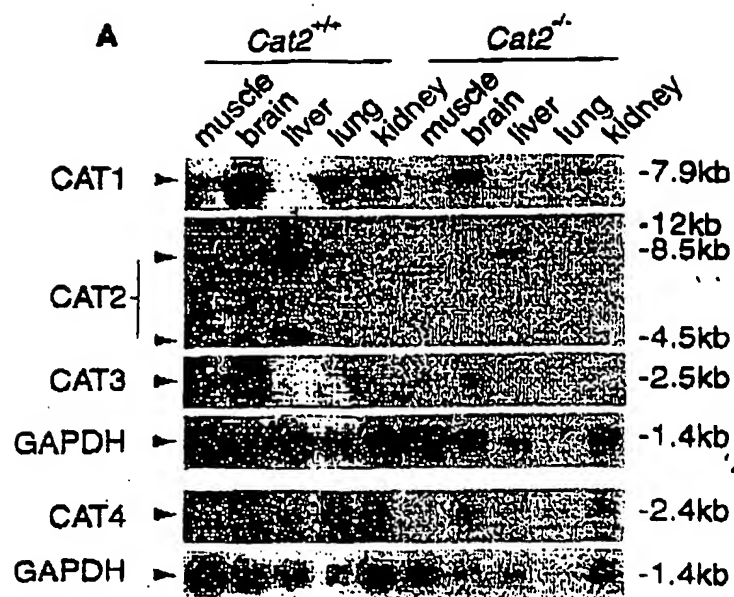 A
Cat2+/+ Cat2-/-
muscle brain liver lung kidney muscle brain liver lung kidney
CAT1 -7.9kb
-12kb
-8.5kb
CAT2
-4.5kb
CAT3 -2.5kb
GAPDH -1.4kb
CAT4 -2.4kb
GAPDH -1.4kb